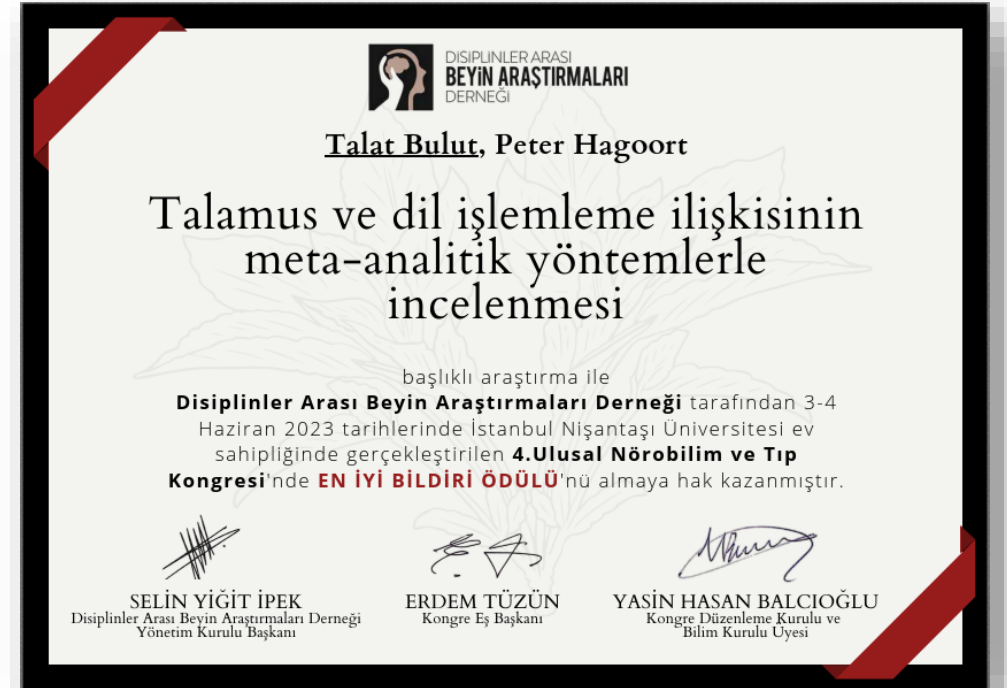 DISIPLINLER ARASI
BEYİN ARAŞTIRMALARI
DERNEĞİ
Talat Bulut, Peter Hagoort
Talamus ve dil işlemleme ilişkisinin
meta-analitik yöntemlerle
incelenmesi
başlıklı araştırma ile
Disiplinler Arası Beyin Araştırmaları Derneği tarafından 3-4
Haziran 2023 tarihlerinde İstanbul Nişantaşı Üniversitesi ev
sahipliğinde gerçekleştirilen 4.Ulusal Nörobilim ve Tıp
Kongresi'nde EN İYİ BİLDİRİ ÖDÜLÜ'nü almaya hak kazanmıştır.
SELİN YİĞİT İPEK
Disiplinler Arası Beyin Araştırmaları Derneği
Yönetim Kurulu Başkanı
ERDEM TÜZÜN
Kongre Eş Başkanı
YASİN HASAN BALCIOĞLU
Kongre Düzenleme Kurulu ve
Bilim Kurulu Üyesi